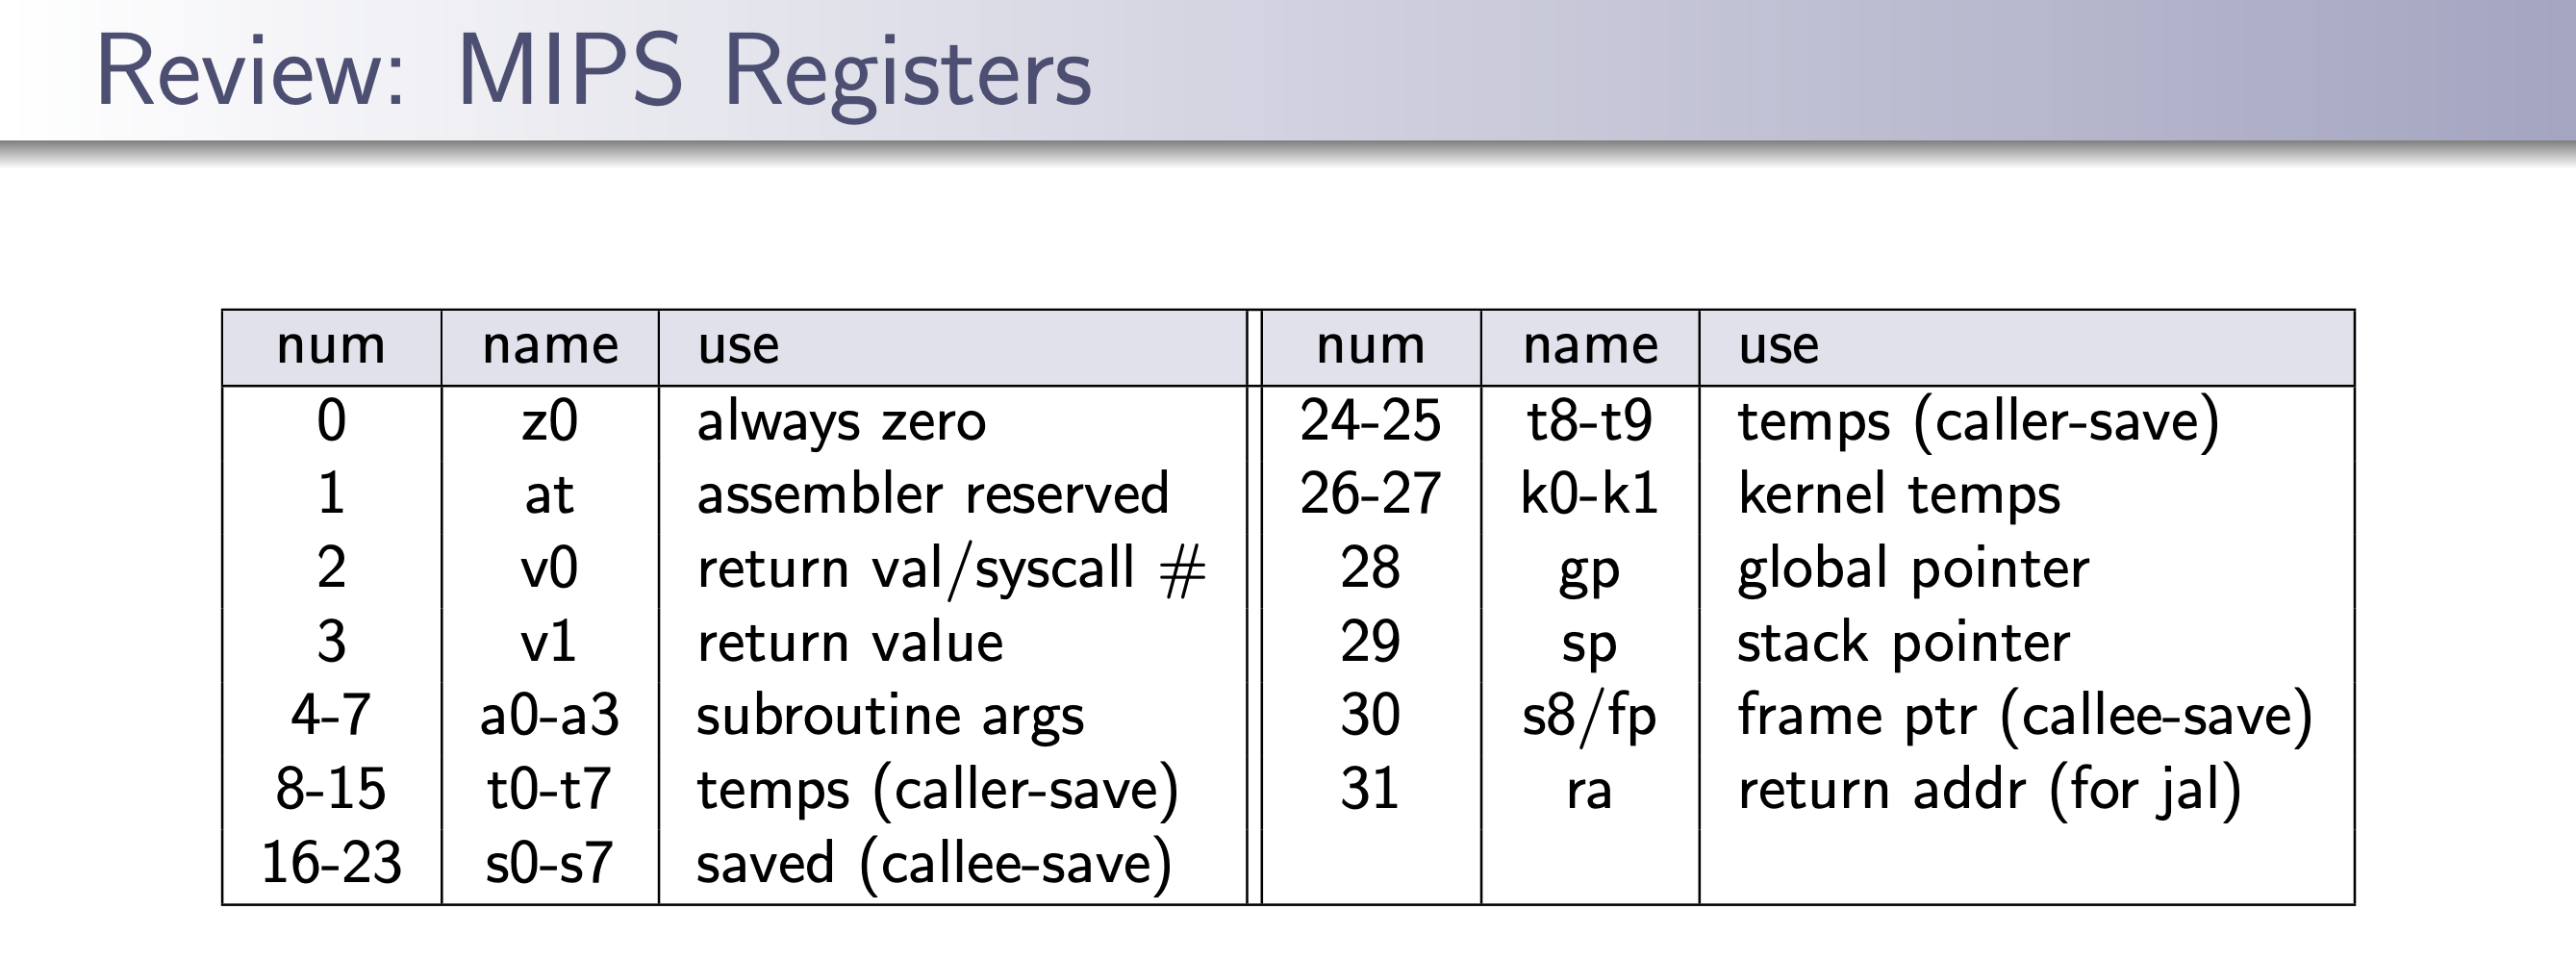 Review: MIPS Registers
num name use num name use
0 z0 always zero 24-25 t8-t9 temps (caller-save)
1 at assembler reserved 26-27 k0-k1 kernel temps
2 v0 return val/syscall # 28 gp global pointer
3 v1 return value 29 sp stack pointer
4-7 a0-a3 subroutine args 30 s8/fp frame ptr (callee-save)
8-15 t0-t7 temps (caller-save) 31 ra return addr (for jal)
16-23 s0-s7 saved (callee-save)